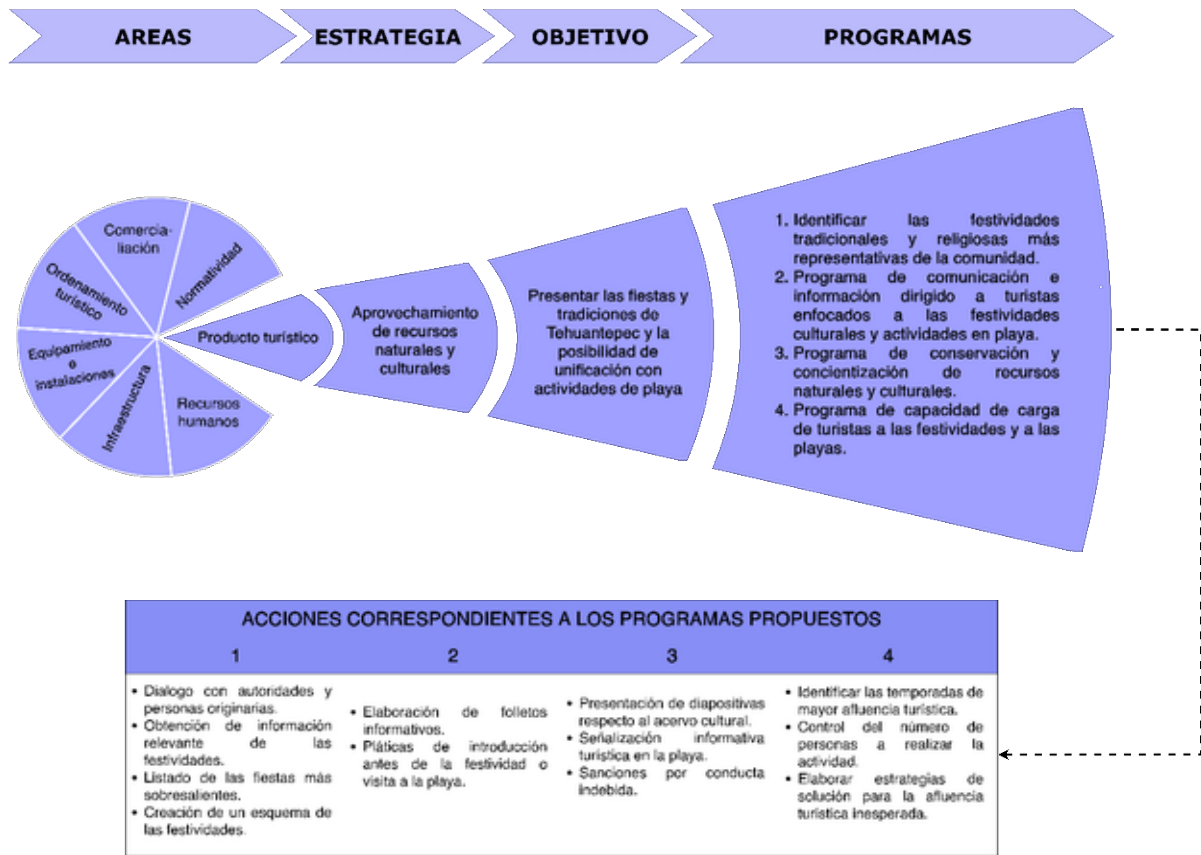 AREAS
ESTRATEGIA
OBJETIVO
PROGRAMAS
Comercia-
liación
Normatividad
Ordenamiento
turístico
Equipamiento
e
instalaciones
Infraestructura
Recursos
humanos
Producto turístico
Aprovechamiento
de recursos
naturales y
culturales
Presentar las fiestas y
tradiciones de
Tehuantepec y la
posibilidad de
unificación con
actividades de playa
1. Identificar las festividades
tradicionales y religiosas más
representativas de la comunidad.
2. Programa de comunicación e
información dirigido a turistas
enfocados a las festividades
culturales y actividades en playa.
3. Programa de conservación y
concientización de recursos
naturales y culturales.
4. Programa de capacidad de carga
de turistas a las festividades y a las
playas.
ACCIONES CORRESPONDIENTES A LOS PROGRAMAS PROPUESTOS
1
2
3
4
• Dialogo con autoridades y
personas originarias.
• Obtención de información
relevante de las
festividades.
• Listado de las fiestas más
sobresalientes.
• Creación de un esquema de
las festividades.
• Elaboración de folletos
informativos.
• Pláticas de introducción
antes de la festividad o
visita a la playa.
• Presentación de diapositivas
respecto al acervo cultural.
• Señalización informativa
turística en la playa.
• Sanciones por conducta
indebida.
• Identificar las temporadas de
mayor afluencia turística.
• Control del número de
personas a realizar la
actividad.
• Elaborar estrategias de
solución para la afluencia
turística inesperada.